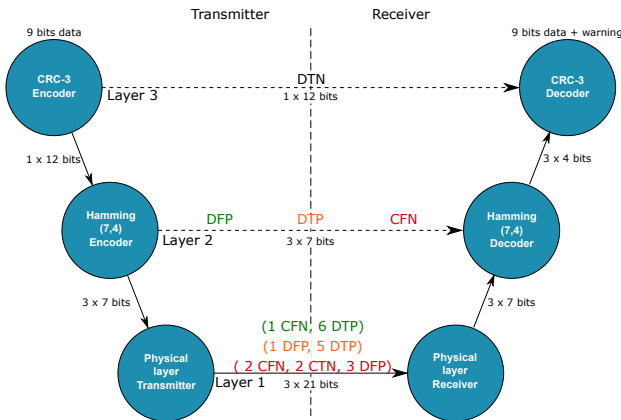 Transmitter
Receiver
9 bits data
9 bits data + warning
CRC-3
Encoder
CRC-3
Decoder
DTN
Layer 3
1 x 12 bits
1 x 12 bits
3 x 4 bits
Hamming
(7,4)
Encoder
Hamming
(7,4)
Decoder
DFP
DTP
CFN
Layer 2
3 x 7 bits
3 x 7 bits
3 x 7 bits
(1 CFN, 6 DTP)
(1 DFP, 5 DTP)
( 2 CFN, 2 CTN, 3 DFP)
Physical
layer
Transmitter
Physical
layer
Receiver
Layer 1
3 x 21 bits